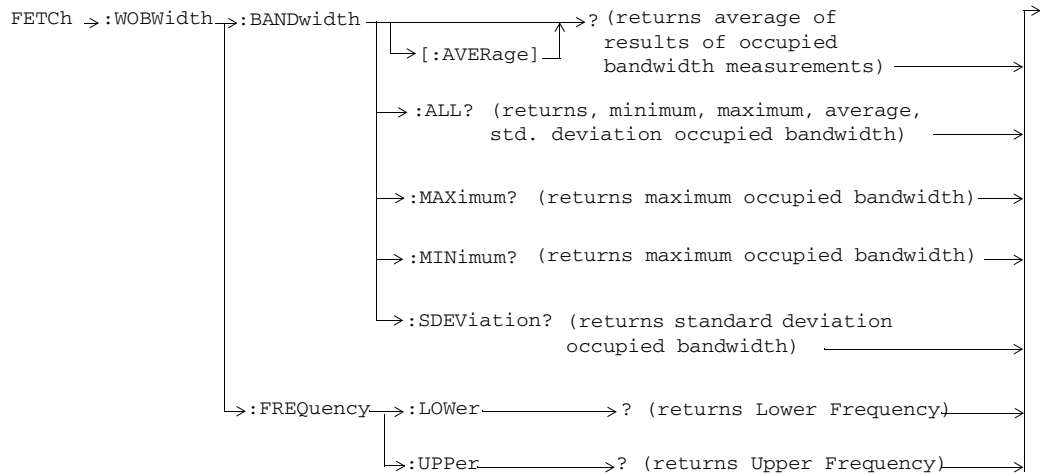 FETCh :WOBWidth :BANDwidth ? (returns average of
results of occupied
[:AVERage]
bandwidth measurements)
:ALL? (returns, minimum, maximum, average,
std. deviation occupied bandwidth)
:MAXimum? (returns maximum occupied bandwidth)
:MINimum? (returns maximum occupied bandwidth)
:SDEViation? (returns standard deviation
occupied bandwidth)
:FREQuency :LOWer ? (returns Lower Frequency)
:UPPer ? (returns Upper Frequency)